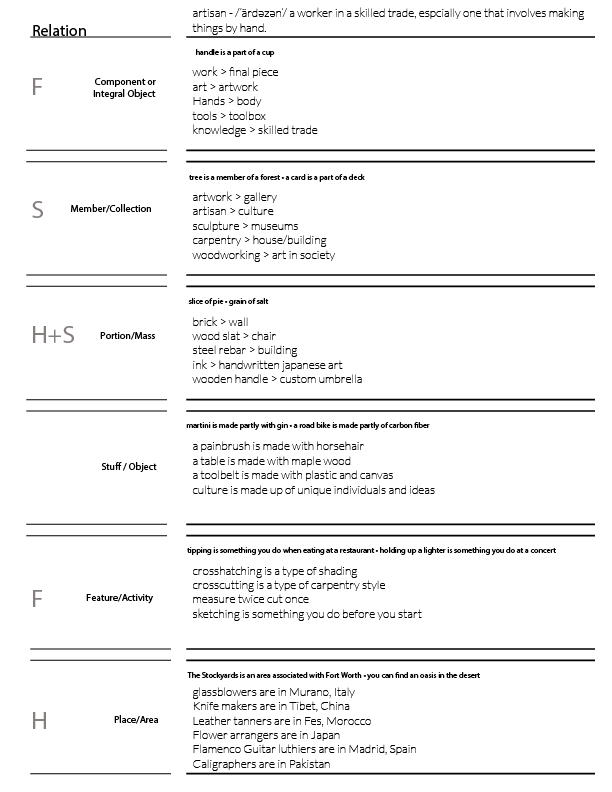 artisan - /ˈärdəzən/ a worker in a skilled trade, espcially one that involves making
things by hand.
Relation
handle is a part of a cup
F
Component or
Integral Object
work > final piece
art > artwork
Hands > body
tools > toolbox
knowledge > skilled trade
tree is a member of a forest • a card is a part of a deck
S
Member/Collection
artwork > gallery
artisan > culture
sculpture > museums
carpentry > house/building
woodworking > art in society
slice of pie • grain of salt
H+S
Portion/Mass
brick > wall
wood slat > chair
steel rebar > building
ink > handwritten japanese art
wooden handle > custom umbrella
martini is made partly with gin • a road bike is made partly of carbon fiber
Stuff / Object
a painbrush is made with horsehair
a table is made with maple wood
a toolbelt is made with plastic and canvas
culture is made up of unique individuals and ideas
tipping is something you do when eating at a restaurant • holding up a lighter is something you do at a concert
F
Feature/Activity
crosshatching is a type of shading
crosscutting is a type of carpentry style
measure twice cut once
sketching is something you do before you start
The Stockyards is an area associated with Fort Worth • you can find an oasis in the desert
H
Place/Area
glassblowers are in Murano, Italy
Knife makers are in Tibet, China
Leather tanners are in Fes, Morocco
Flower arrangers are in Japan
Flamenco Guitar luthiers are in Madrid, Spain
Caligraphers are in Pakistan